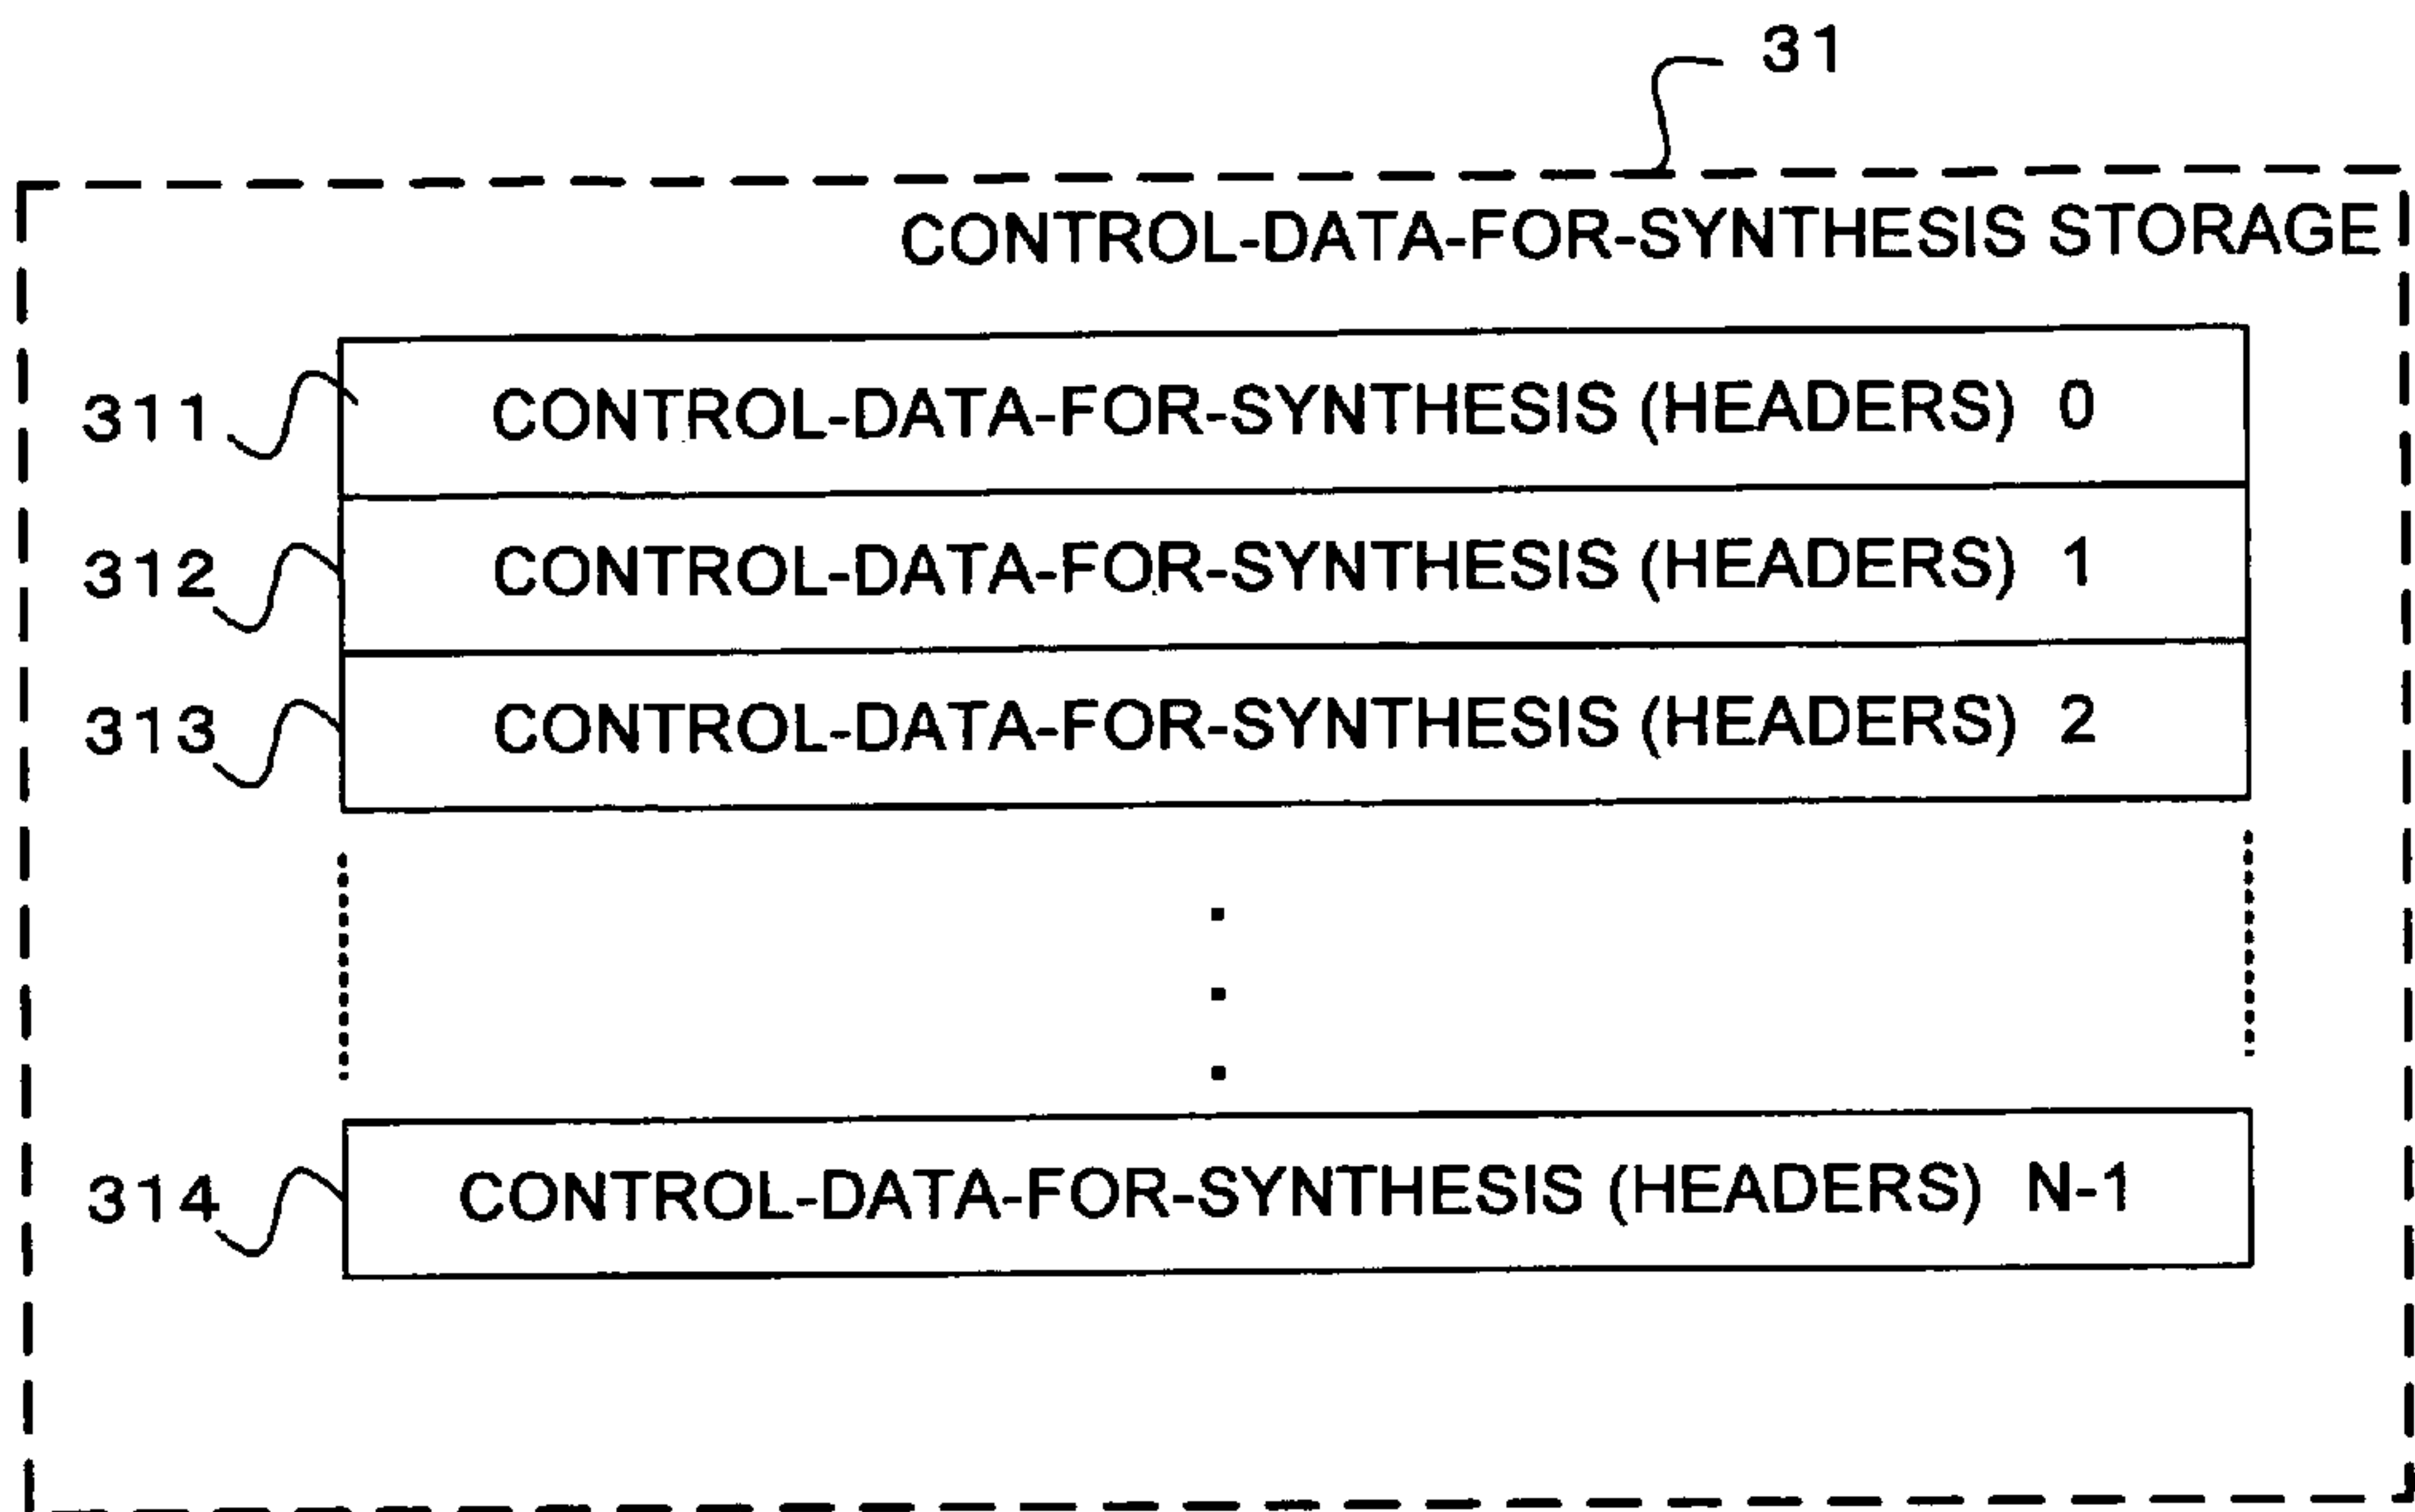 31
CONTROL-DATA-FOR-SYNTHESIS STORAGE
311 CONTROL-DATA-FOR-SYNTHESIS (HEADERS) 0
312 CONTROL-DATA-FOR-SYNTHESIS (HEADERS) 1
313 CONTROL-DATA-FOR-SYNTHESIS (HEADERS) 2
314 CONTROL-DATA-FOR-SYNTHESIS (HEADERS) N-1